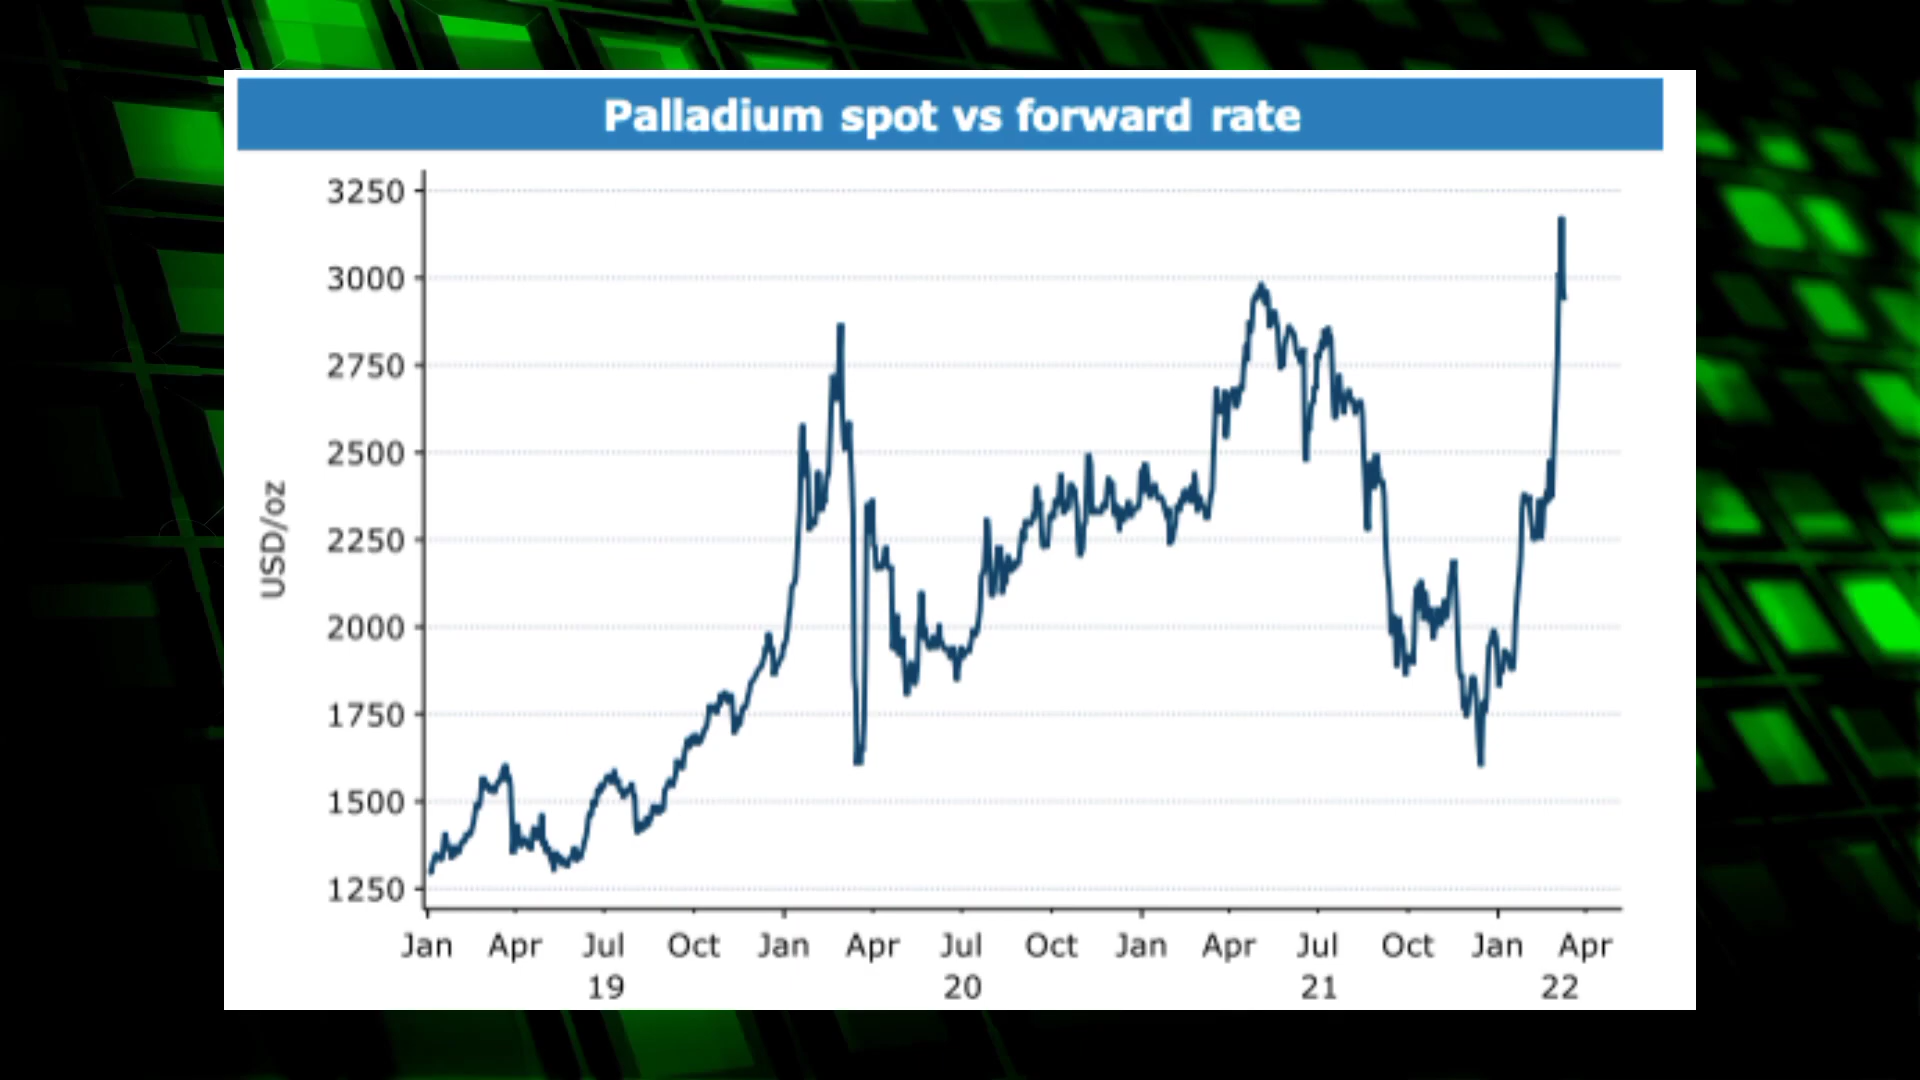 Palladium spot vs forward rate
3250
3000
2750
2500
2250
2000
1750
1500
1250
USD/oz
Jan Apr Jul Oct Jan Apr Jul Oct Jan Apr Jul Oct Jan Apr
19 20 21 22